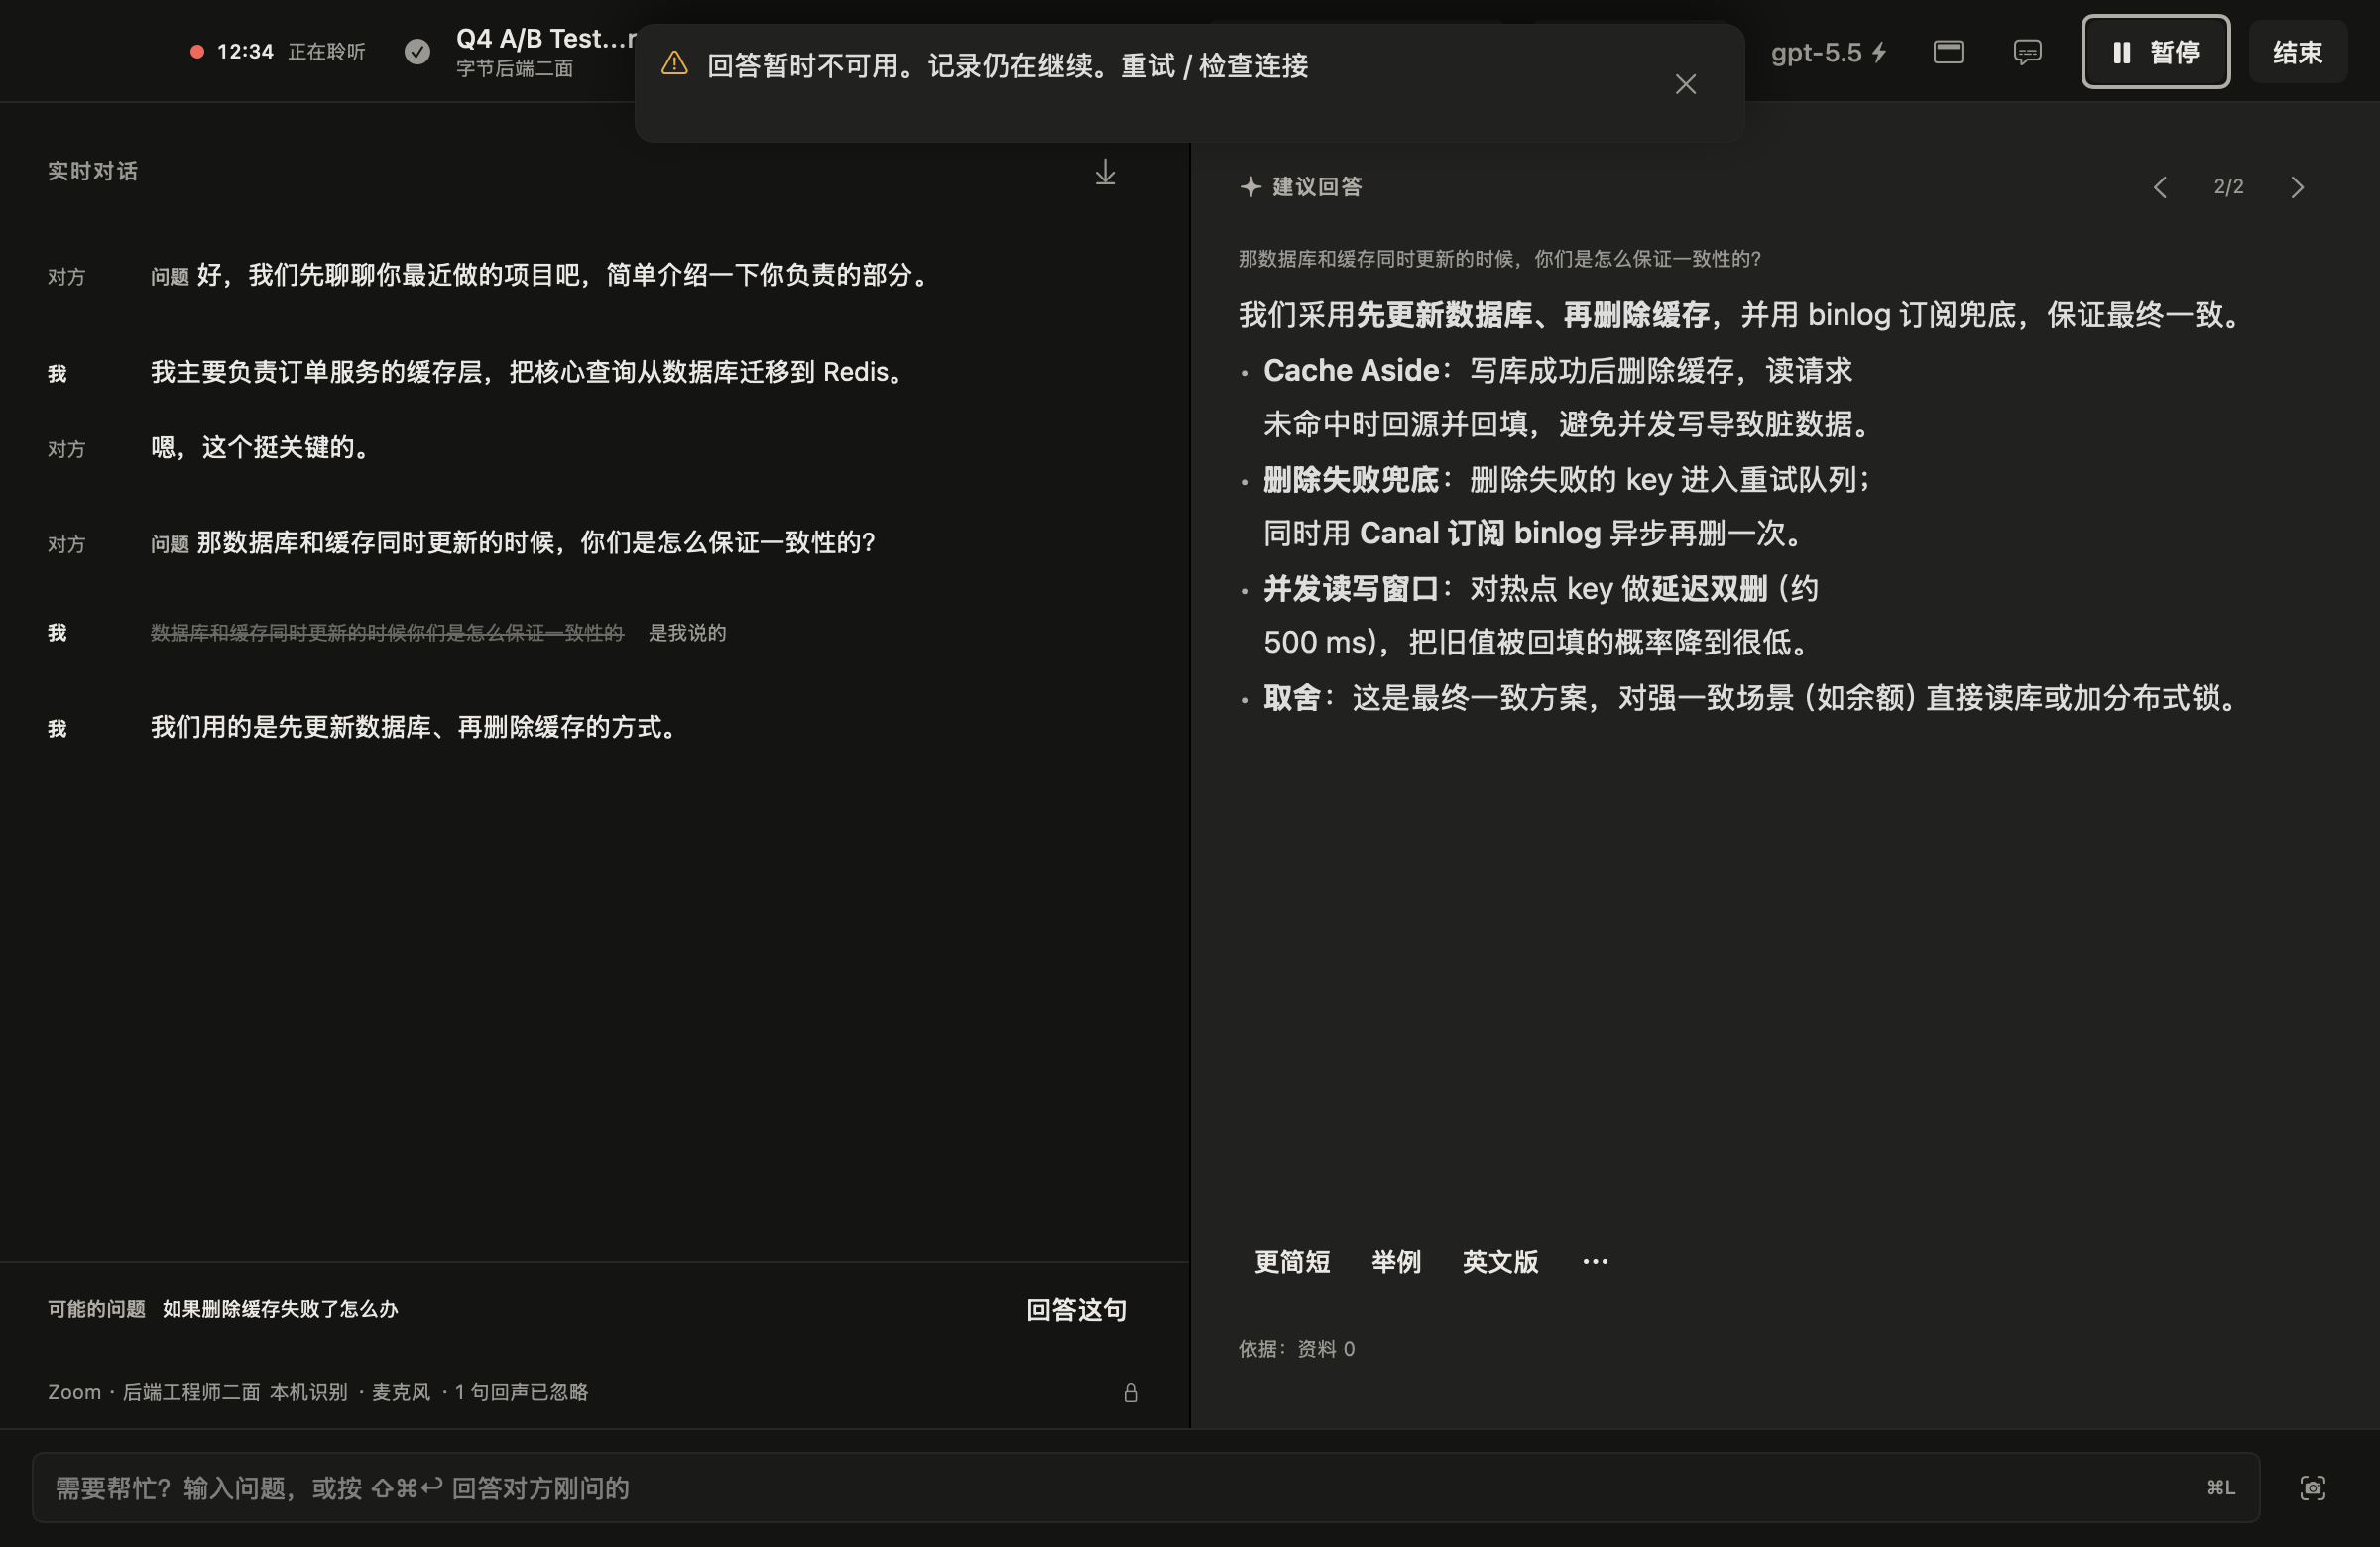 12:34 正在聆听
Q4 A/B Test...r
字节后端二面
回答暂时不可用。记录仍在继续。重试 / 检查连接
gpt-5.5
暂停
结束
实时对话
对方 问题 好，我们先聊聊你最近做的项目吧，简单介绍一下你负责的部分。
我 我主要负责订单服务的缓存层，把核心查询从数据库迁移到 Redis。
对方 嗯，这个挺关键的。
对方 问题 那数据库和缓存同时更新的时候，你们是怎么保证一致性的？
我 数据库和缓存同时更新的时候你们是怎么保证一致性的 是我说的
我 我们用的是先更新数据库、再删除缓存的方式。
可能的问题 如果删除缓存失败了怎么办 回答这句
Zoom · 后端工程师二面 本机识别 · 麦克风 · 1 句回声已忽略
建议回答
2/2
那数据库和缓存同时更新的时候，你们是怎么保证一致性的？
我们采用先更新数据库、再删除缓存，并用 binlog 订阅兜底，保证最终一致。
• Cache Aside：写库成功后删除缓存，读请求
未命中时回源并回填，避免并发写导致脏数据。
• 删除失败兜底：删除失败的 key 进入重试队列；
同时用 Canal 订阅 binlog 异步再删一次。
• 并发读写窗口：对热点 key 做延迟双删（约
500 ms），把旧值被回填的概率降到很低。
• 取舍：这是最终一致方案，对强一致场景（如余额）直接读库或加分布式锁。
更简短 举例 英文版 ···
依据：资料 0
需要帮忙？输入问题，或按 ⇧⌘↩ 回答对方刚问的 ⌘L